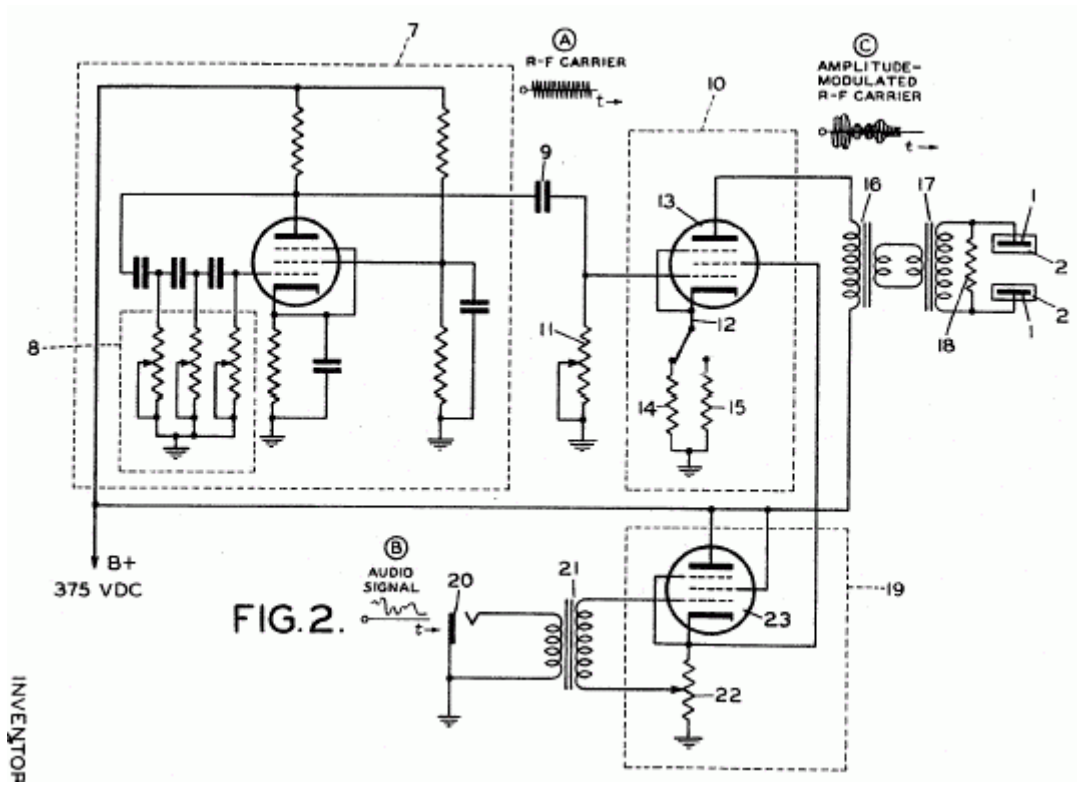 7
A
R-F CARRIER
t
C
AMPLITUDE-
MODULATED
R-F CARRIER
t
10
9
13
16
17
1
2
2
1
18
12
11
8
14
15
B+
375 VDC
B
AUDIO
SIGNAL
t
20
21
FIG. 2.
23
19
22
INVENTOR